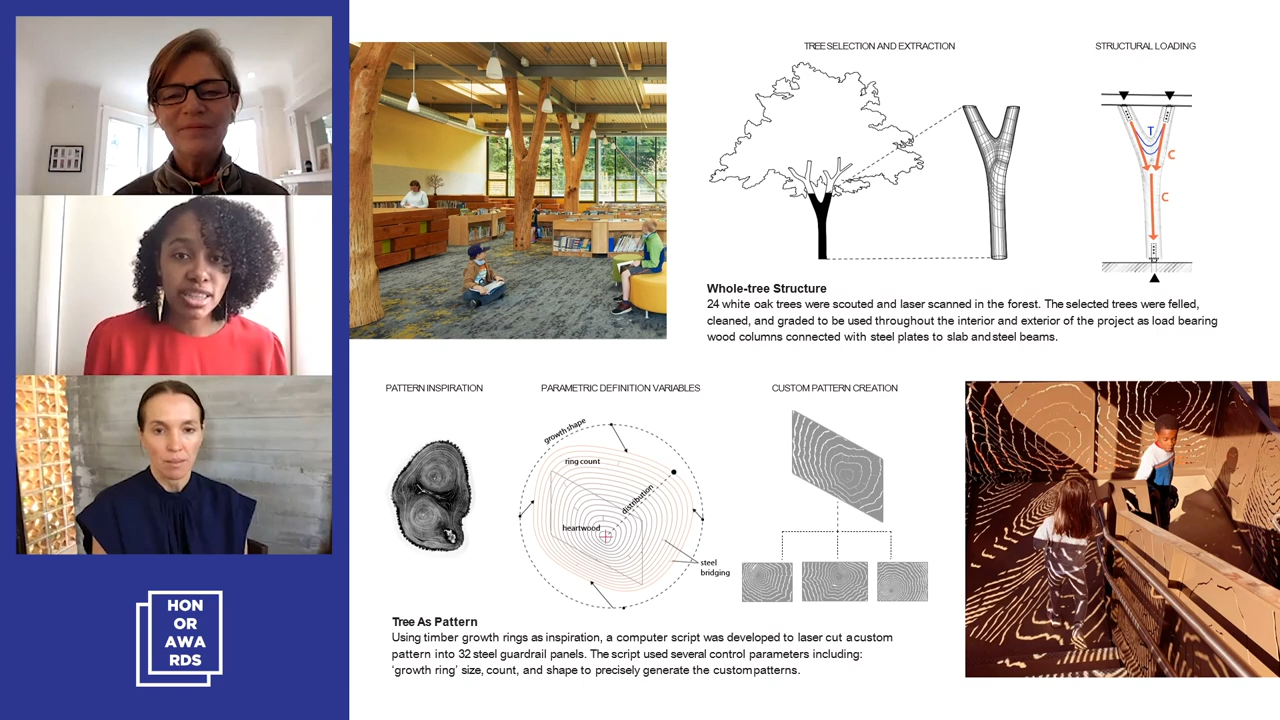 TREE SELECTION AND EXTRACTION
STRUCTURAL LOADING
T
C
C
Whole-tree Structure
24 white oak trees were scouted and laser scanned in the forest. The selected trees were felled,
cleaned, and graded to be used throughout the interior and exterior of the project as load bearing
wood columns connected with steel plates to slab and steel beams.
PATTERN INSPIRATION
PARAMETRIC DEFINITION VARIABLES
CUSTOM PATTERN CREATION
growth shape
ring count
distribution
heartwood
steel
bridging
Tree As Pattern
Using timber growth rings as inspiration, a computer script was developed to laser cut a custom
pattern into 32 steel guardrail panels. The script used several control parameters including:
‘growth ring’ size, count, and shape to precisely generate the custom patterns.
HON
OR
AWA
RDS